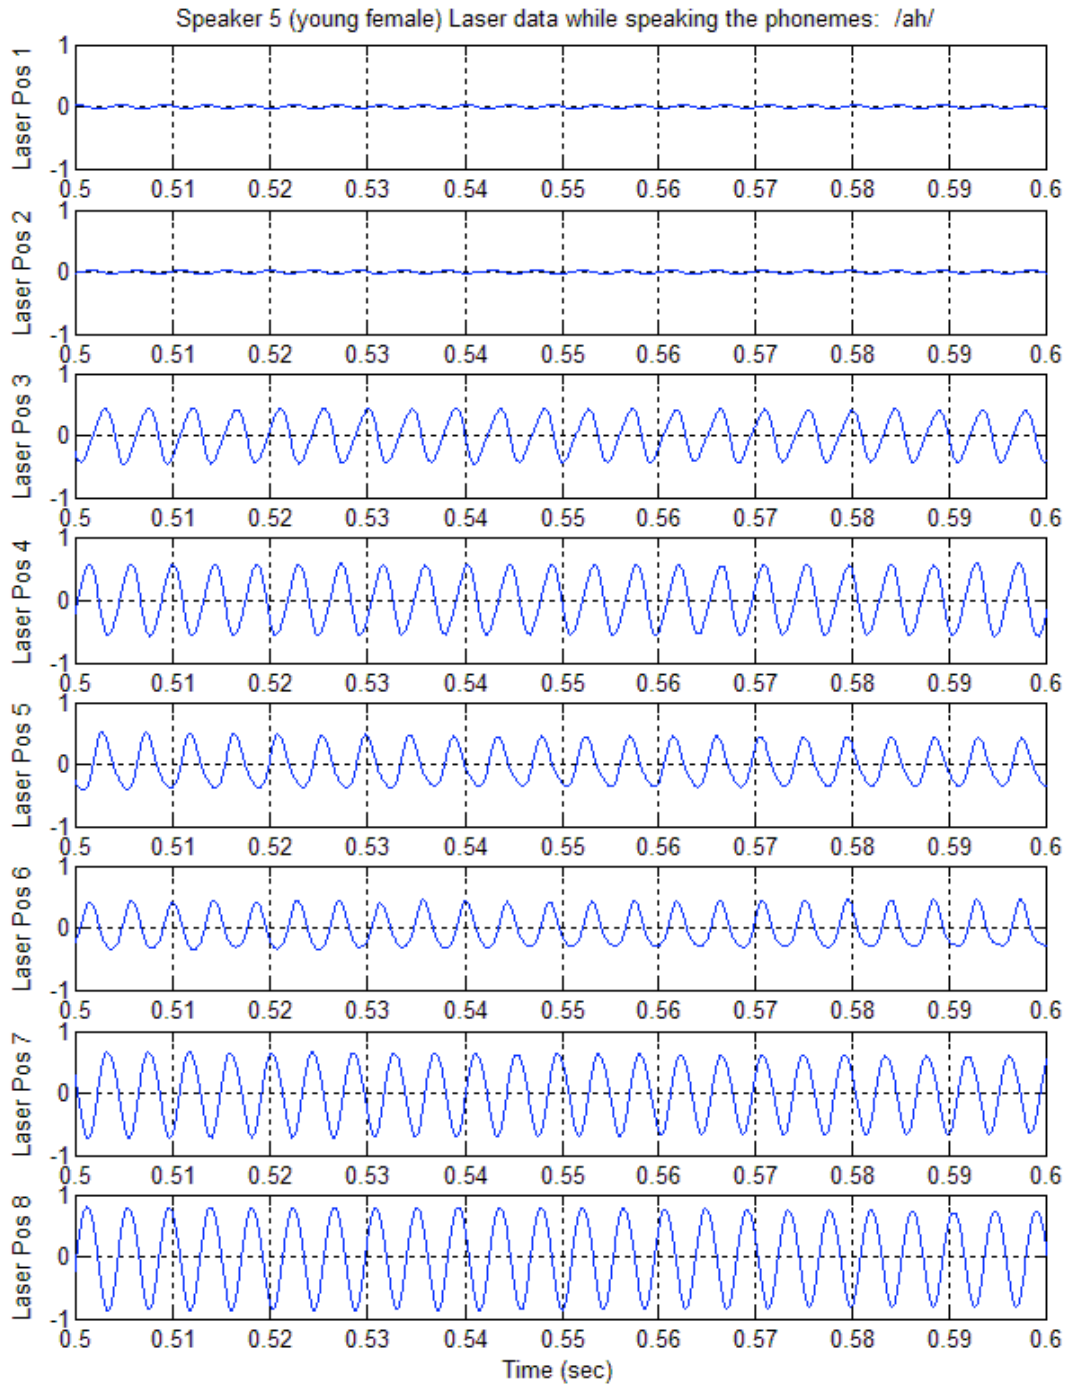 Speaker 5 (young female) Laser data while speaking the phonemes: /ah/
Laser Pos 1
1
0
-1
0.5 0.51 0.52 0.53 0.54 0.55 0.56 0.57 0.58 0.59 0.6
Laser Pos 2
1
0
-1
0.5 0.51 0.52 0.53 0.54 0.55 0.56 0.57 0.58 0.59 0.6
Laser Pos 3
1
0
-1
0.5 0.51 0.52 0.53 0.54 0.55 0.56 0.57 0.58 0.59 0.6
Laser Pos 4
1
0
-1
0.5 0.51 0.52 0.53 0.54 0.55 0.56 0.57 0.58 0.59 0.6
Laser Pos 5
1
0
-1
0.5 0.51 0.52 0.53 0.54 0.55 0.56 0.57 0.58 0.59 0.6
Laser Pos 6
1
0
-1
0.5 0.51 0.52 0.53 0.54 0.55 0.56 0.57 0.58 0.59 0.6
Laser Pos 7
1
0
-1
0.5 0.51 0.52 0.53 0.54 0.55 0.56 0.57 0.58 0.59 0.6
Laser Pos 8
1
0
-1
0.5 0.51 0.52 0.53 0.54 0.55 0.56 0.57 0.58 0.59 0.6
Time (sec)